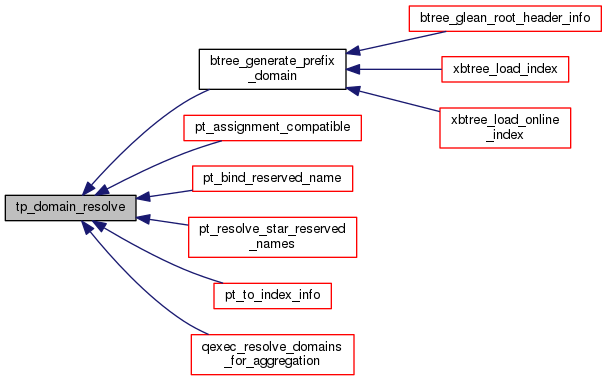 btree_glean_root_header_info
btree_generate_prefix
_domain
xbtree_load_index
xbtree_load_online
_index
pt_assignment_compatible
pt_bind_reserved_name
tp_domain_resolve
pt_resolve_star_reserved
_names
pt_to_index_info
qexec_resolve_domains
_for_aggregation